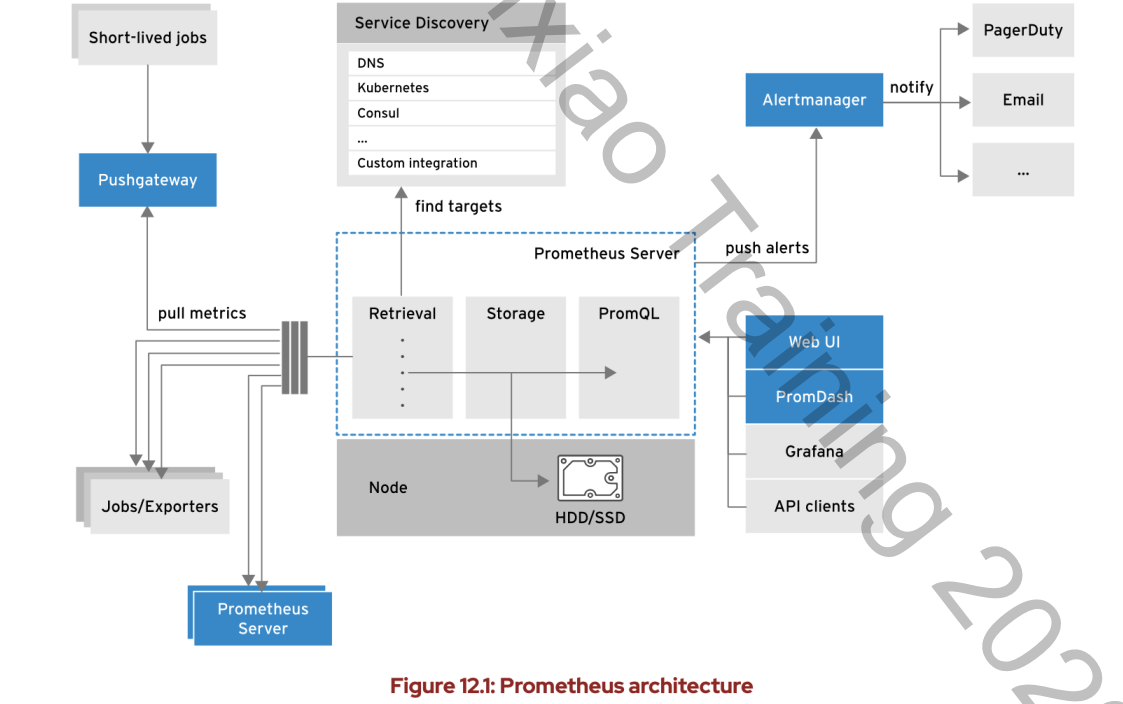 Short-lived jobs
Pushgateway
pull metrics
Jobs/Exporters
Prometheus
Server
Service Discovery
DNS
Kubernetes
Consul
...
Custom integration
find targets
Prometheus Server
Retrieval
Storage
PromQL
Node
HDD/SSD
push alerts
Alertmanager
notify
PagerDuty
Email
...
Web UI
PromDash
Grafana
API clients
xiao Training 202
Figure 12.1: Prometheus architecture